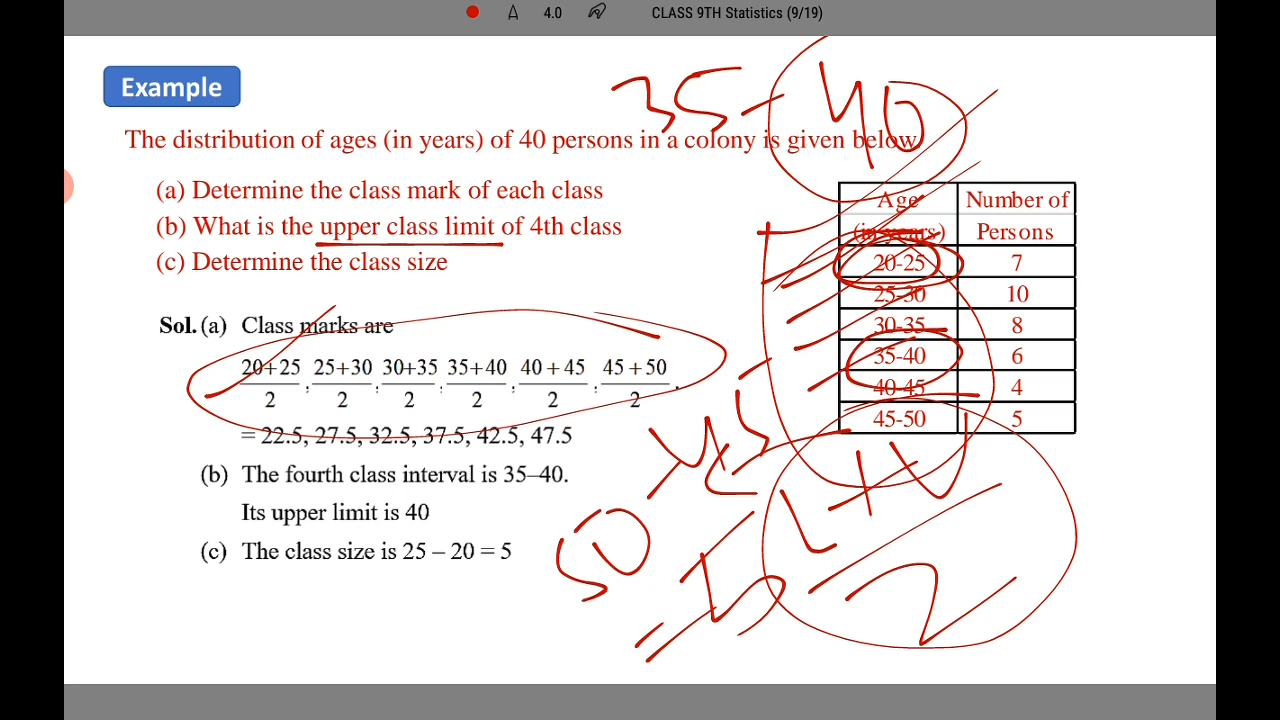 4.0 CLASS 9TH Statistics (9/19)
Example
35-40
The distribution of ages (in years) of 40 persons in a colony is given below
(a) Determine the class mark of each class
(b) What is the upper class limit of 4th class
(c) Determine the class size
Age Number of
(in years) Persons
20-25 7
25-30 10
30-35 8
35-40 6
40-45 4
45-50 5
Sol. (a) Class marks are
20+25 25+30 30+35 35+40 40+45 45+50
2 , 2 , 2 , 2 , 2 , 2 .
= 22.5, 27.5, 32.5, 37.5, 42.5, 47.5
(b) The fourth class interval is 35–40.
Its upper limit is 40
(c) The class size is 25 – 20 = 5
50 - 45
= 5
L+U
2